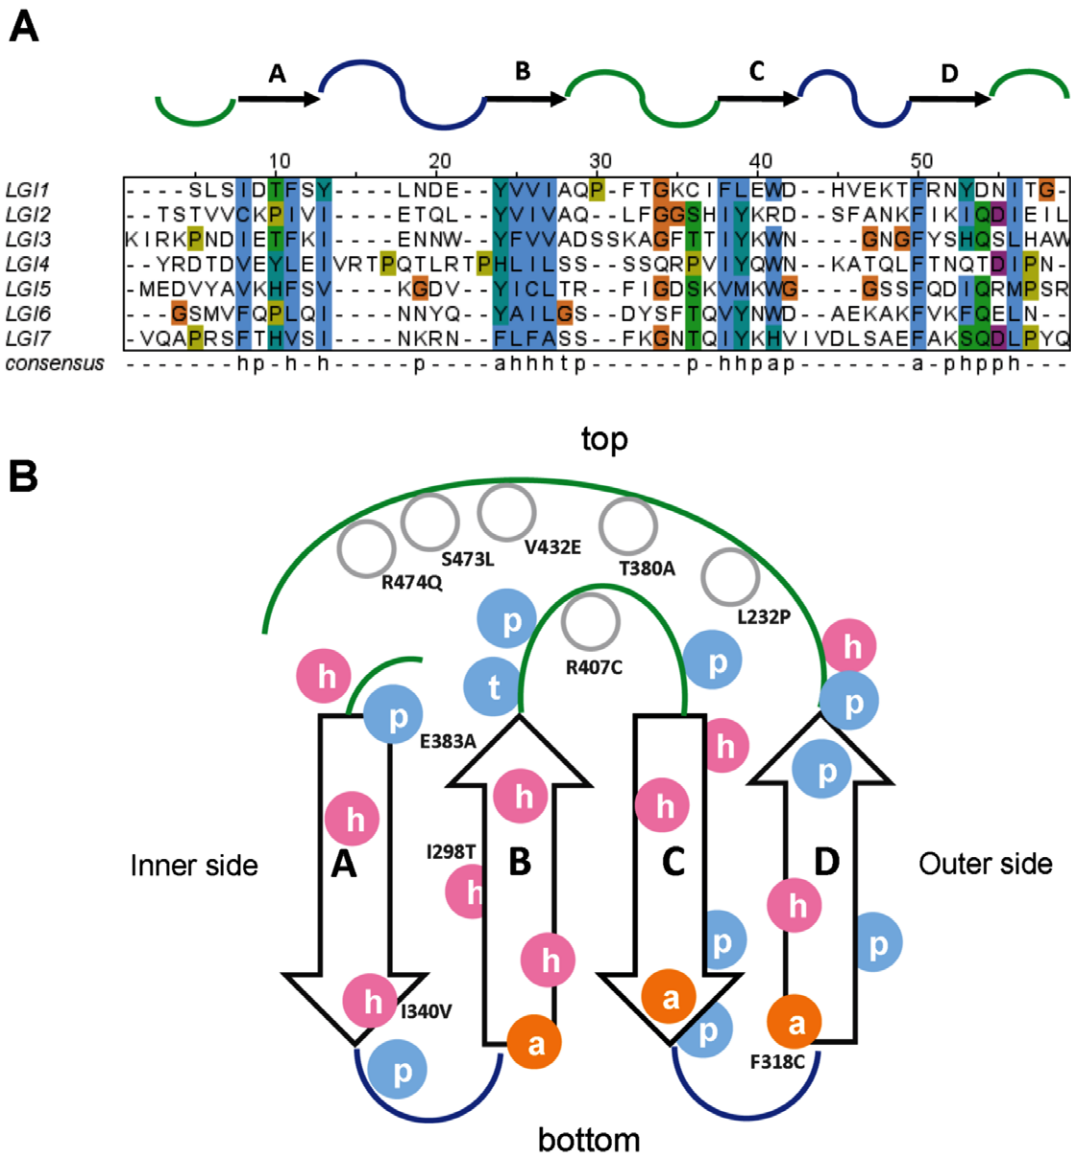 A
A B C D
10 20 30 40 50
LGI1 ----SLSIDTFSY----LNDE--YVVIAQP-FTGKCIFLEWD--HVEKTFRNYDNITG-
LGI2 --TSTVVCKPIVI----ETQL--YVIVAQ--LFGGSHIYKRD--SFANKFIKIQDIEIL
LGI3 KIRKPNDIETFKI----ENNW--YFVVADSSKAGFTTIYKWN----GNGFYSHQSLHAW
LGI4 --YRDTDVEYLEIVRTPQTLRTPHLILSS--SSQRPVIYQWN--KATQLFTNQTDIPN-
LGI5 -MEDVYAVKHFSV----KGDV--YICLTR--FIGDSKVMKWG----GSSFQDIQRMPSR
LGI6 ---GSMVFQPLQI----NNYQ--YAILGS--DYSFTQVYNWD--AEKAKFVKFQELN--
LGI7 -VQAPRSFTHVSI----NKRN--FLFASS--FKGNTQIYKHVIVDLSAEFAKSQDLPYQ
consensus -------hp-h-h-----p----ahhhtp------p-hhpap-------a-phpph---
top
B
R474Q S473L V432E T380A L232P
p R407C h
h t p p
p E383A h
h h h p
Inner side A I298T B C D Outer side
h h
h p p
h I340V a a
p a p F318C
bottom